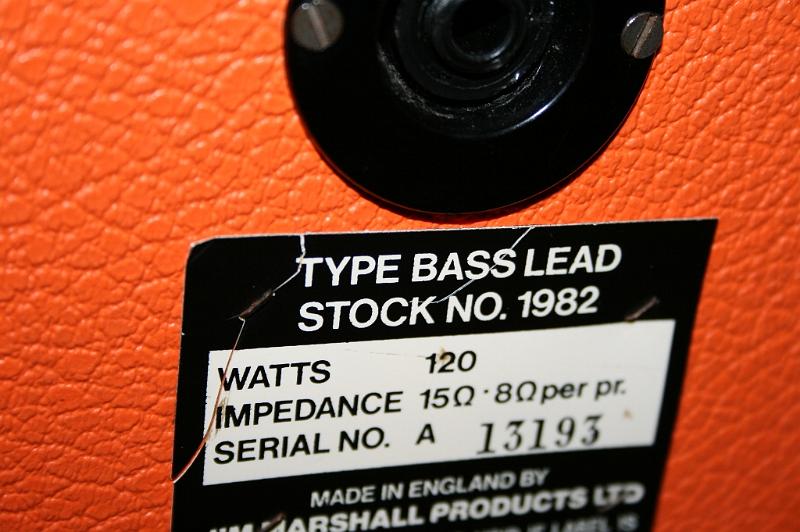 TYPE BASS LEAD
STOCK NO. 1982
WATTS 120
IMPEDANCE 15Ω·8Ω per pr.
SERIAL NO. A 13193
MADE IN ENGLAND BY
JIM MARSHALL PRODUCTS LTD